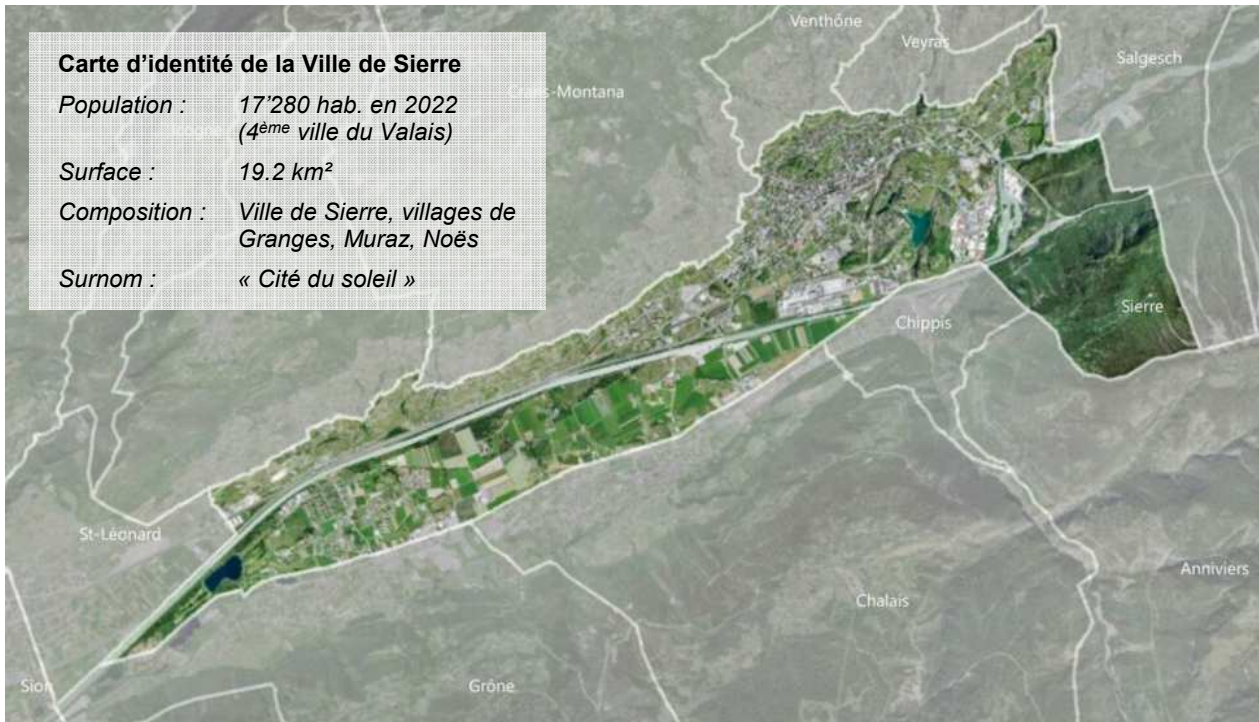 Carte d’identité de la Ville de Sierre
Population : 17’280 hab. en 2022
(4ème ville du Valais)
Surface : 19.2 km²
Composition : Ville de Sierre, villages de
Granges, Muraz, Noës
Surnom : « Cité du soleil »
Venthône
Veyras
Salgesch
Crans-Montana
Sierre
Chippis
St-Léonard
Anniviers
Chalais
Sion
Grône